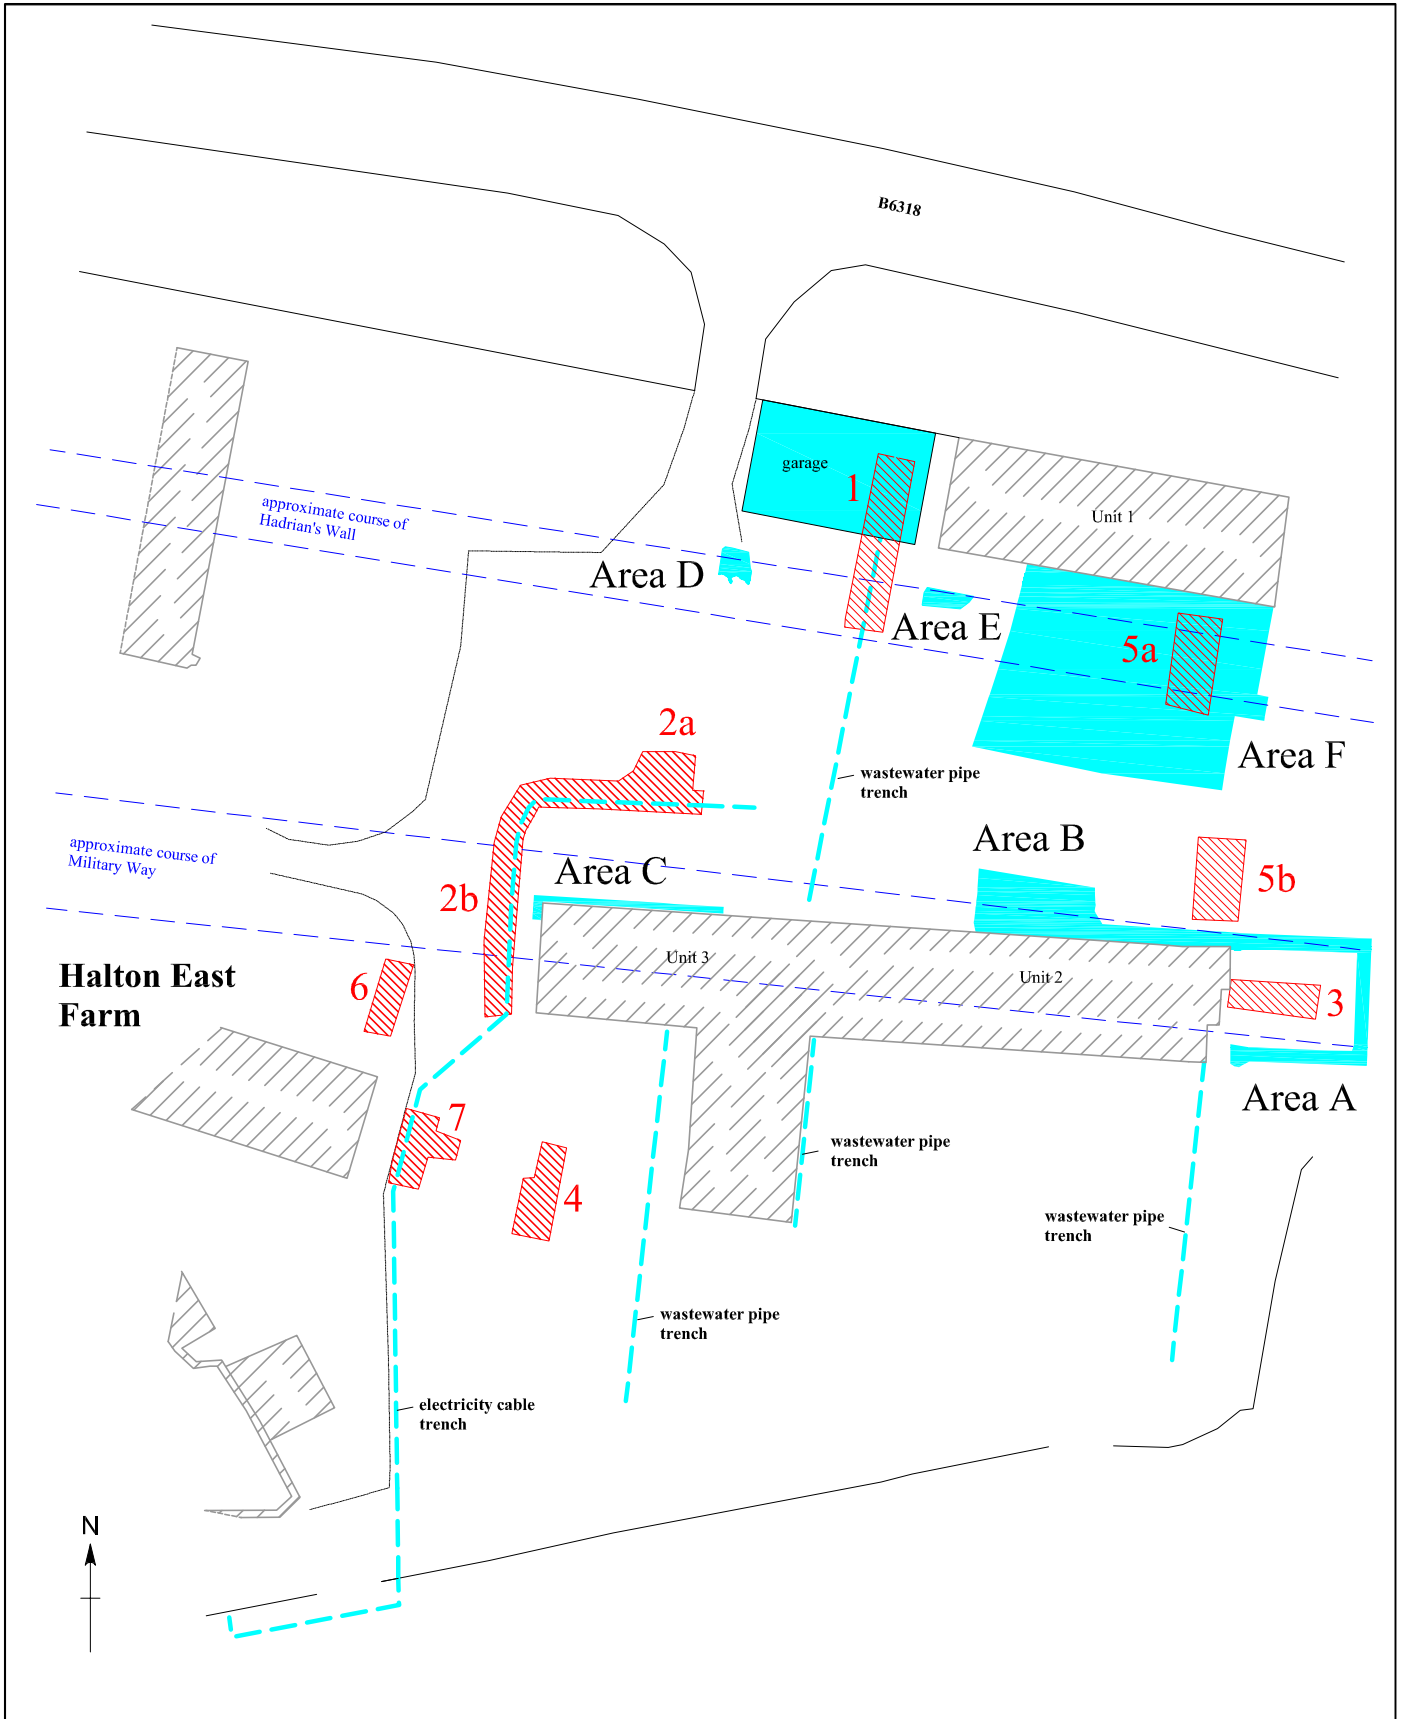 B6318
garage
1
Unit 1
approximate course of
Hadrian's Wall
Area D
Area E
5a
2a
Area F
wastewater pipe
trench
Area B
approximate course of
Military Way
Area C
5b
2b
Unit 3
Unit 2
Halton East
Farm
6
3
Area A
7
wastewater pipe
trench
4
wastewater pipe
trench
wastewater pipe
trench
electricity cable
trench
N